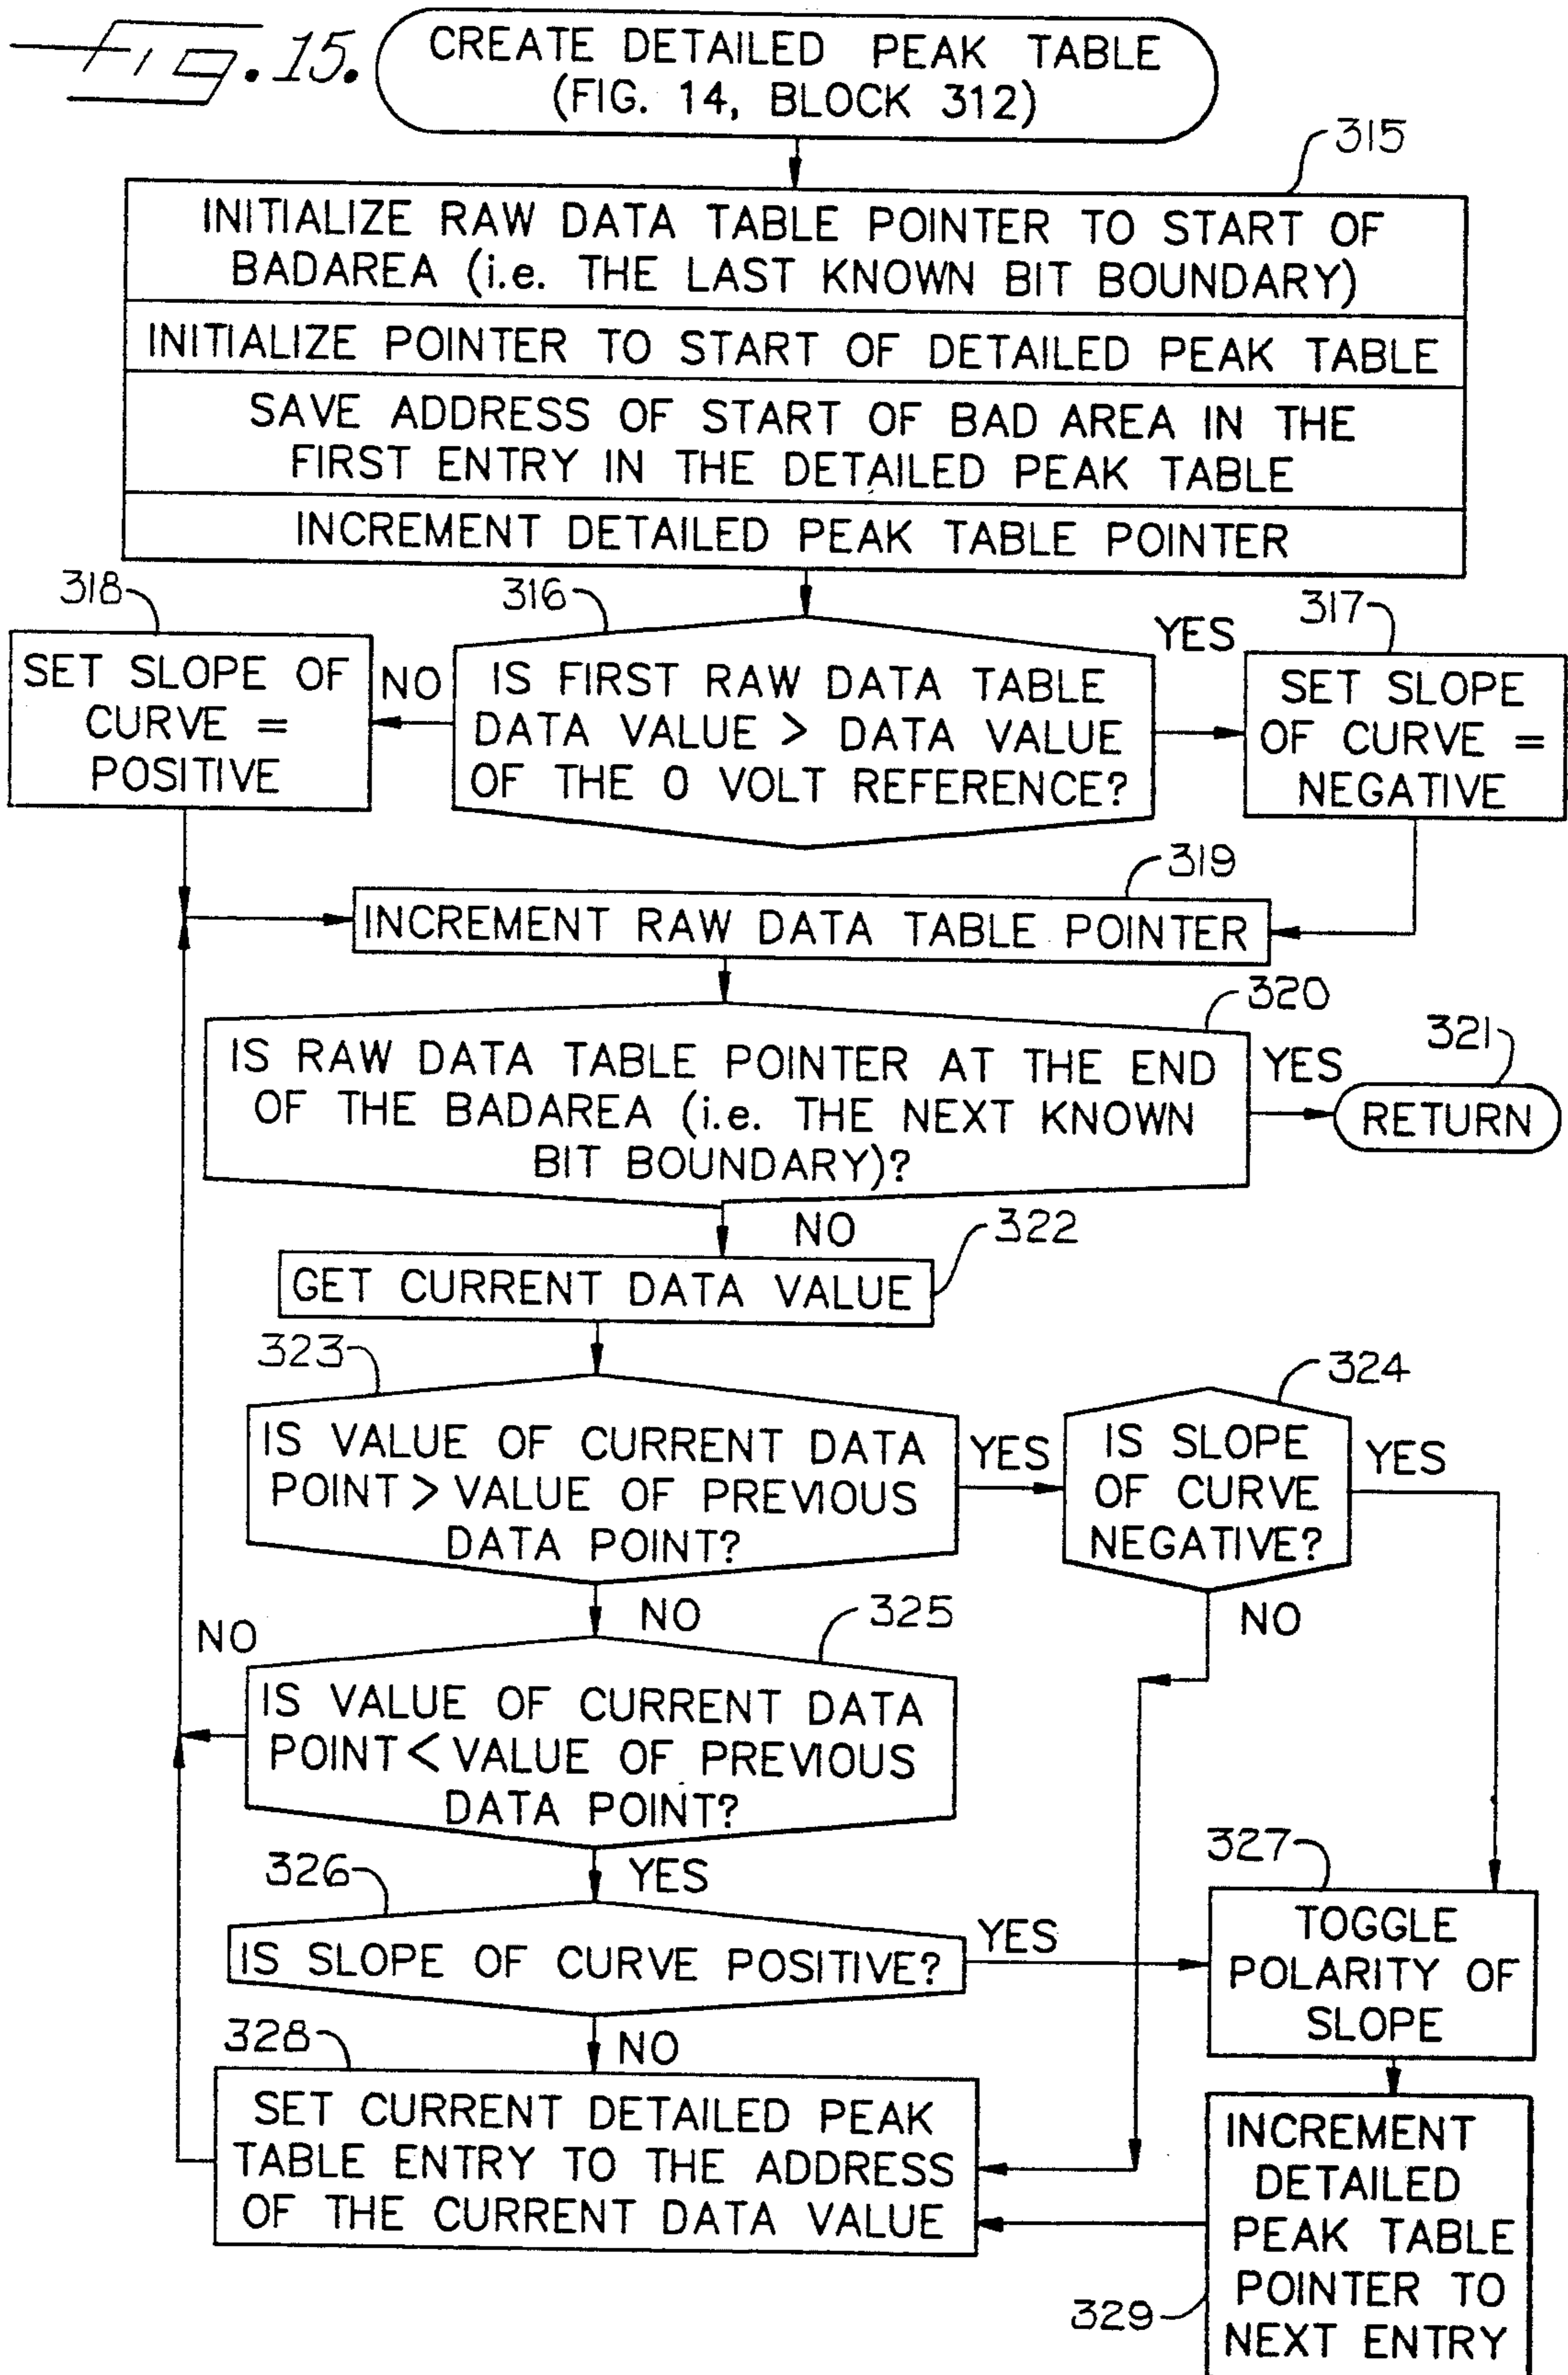 Fig. 15.
CREATE DETAILED PEAK TABLE
(FIG. 14, BLOCK 312)
315
INITIALIZE RAW DATA TABLE POINTER TO START OF
BADAREA (i.e. THE LAST KNOWN BIT BOUNDARY)
INITIALIZE POINTER TO START OF DETAILED PEAK TABLE
SAVE ADDRESS OF START OF BAD AREA IN THE
FIRST ENTRY IN THE DETAILED PEAK TABLE
INCREMENT DETAILED PEAK TABLE POINTER
318
SET SLOPE OF
CURVE =
POSITIVE
NO
316
IS FIRST RAW DATA TABLE
DATA VALUE > DATA VALUE
OF THE 0 VOLT REFERENCE?
YES
317
SET SLOPE
OF CURVE =
NEGATIVE
319
INCREMENT RAW DATA TABLE POINTER
320
IS RAW DATA TABLE POINTER AT THE END
OF THE BADAREA (i.e. THE NEXT KNOWN
BIT BOUNDARY)?
YES
321
RETURN
NO
322
GET CURRENT DATA VALUE
323
IS VALUE OF CURRENT DATA
POINT > VALUE OF PREVIOUS
DATA POINT?
YES
324
IS SLOPE
OF CURVE
NEGATIVE?
YES
NO
NO
325
IS VALUE OF CURRENT DATA
POINT < VALUE OF PREVIOUS
DATA POINT?
NO
YES
326
IS SLOPE OF CURVE POSITIVE?
YES
327
TOGGLE
POLARITY OF
SLOPE
NO
328
SET CURRENT DETAILED PEAK
TABLE ENTRY TO THE ADDRESS
OF THE CURRENT DATA VALUE
329
INCREMENT
DETAILED
PEAK TABLE
POINTER TO
NEXT ENTRY